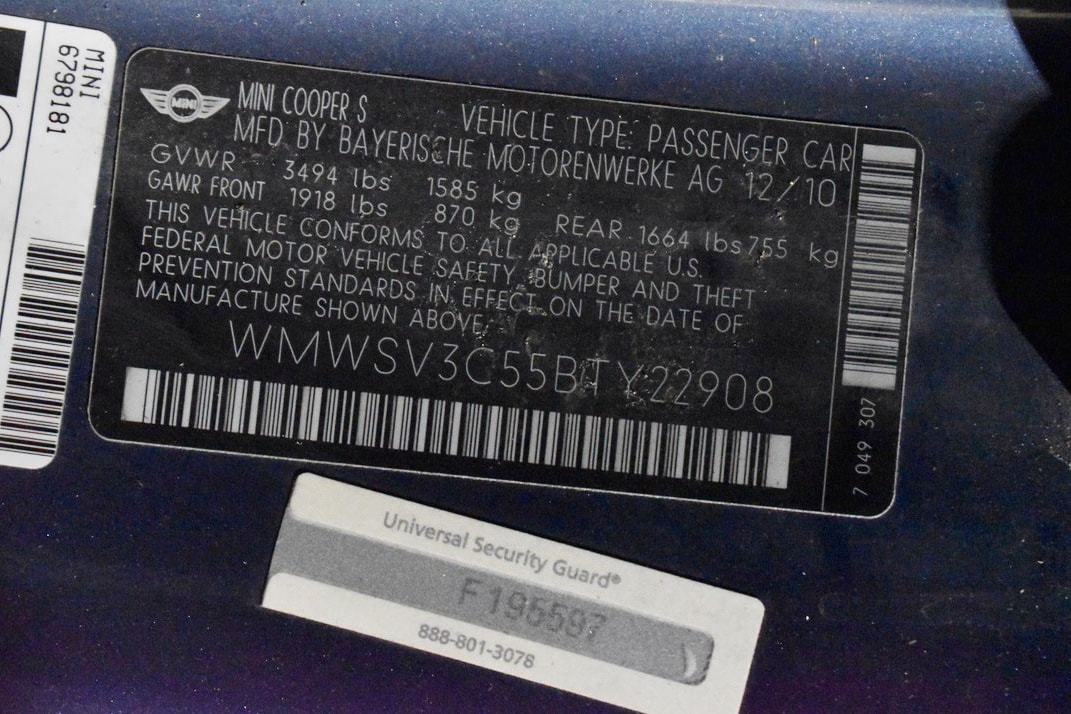 MINI
6798181
MINI
MINI COOPER S VEHICLE TYPE: PASSENGER CAR
MFD BY BAYERISCHE MOTORENWERKE AG 12/10
GVWR 3494 lbs 1585 kg
GAWR FRONT 1918 lbs 870 kg REAR 1664 lbs 755 kg
THIS VEHICLE CONFORMS TO ALL APPLICABLE U.S.
FEDERAL MOTOR VEHICLE SAFETY, BUMPER AND THEFT
PREVENTION STANDARDS IN EFFECT ON THE DATE OF
MANUFACTURE SHOWN ABOVE.
WMWSV3C55BTY22908
7 049 307
Universal Security Guard®
F196597
888-801-3078